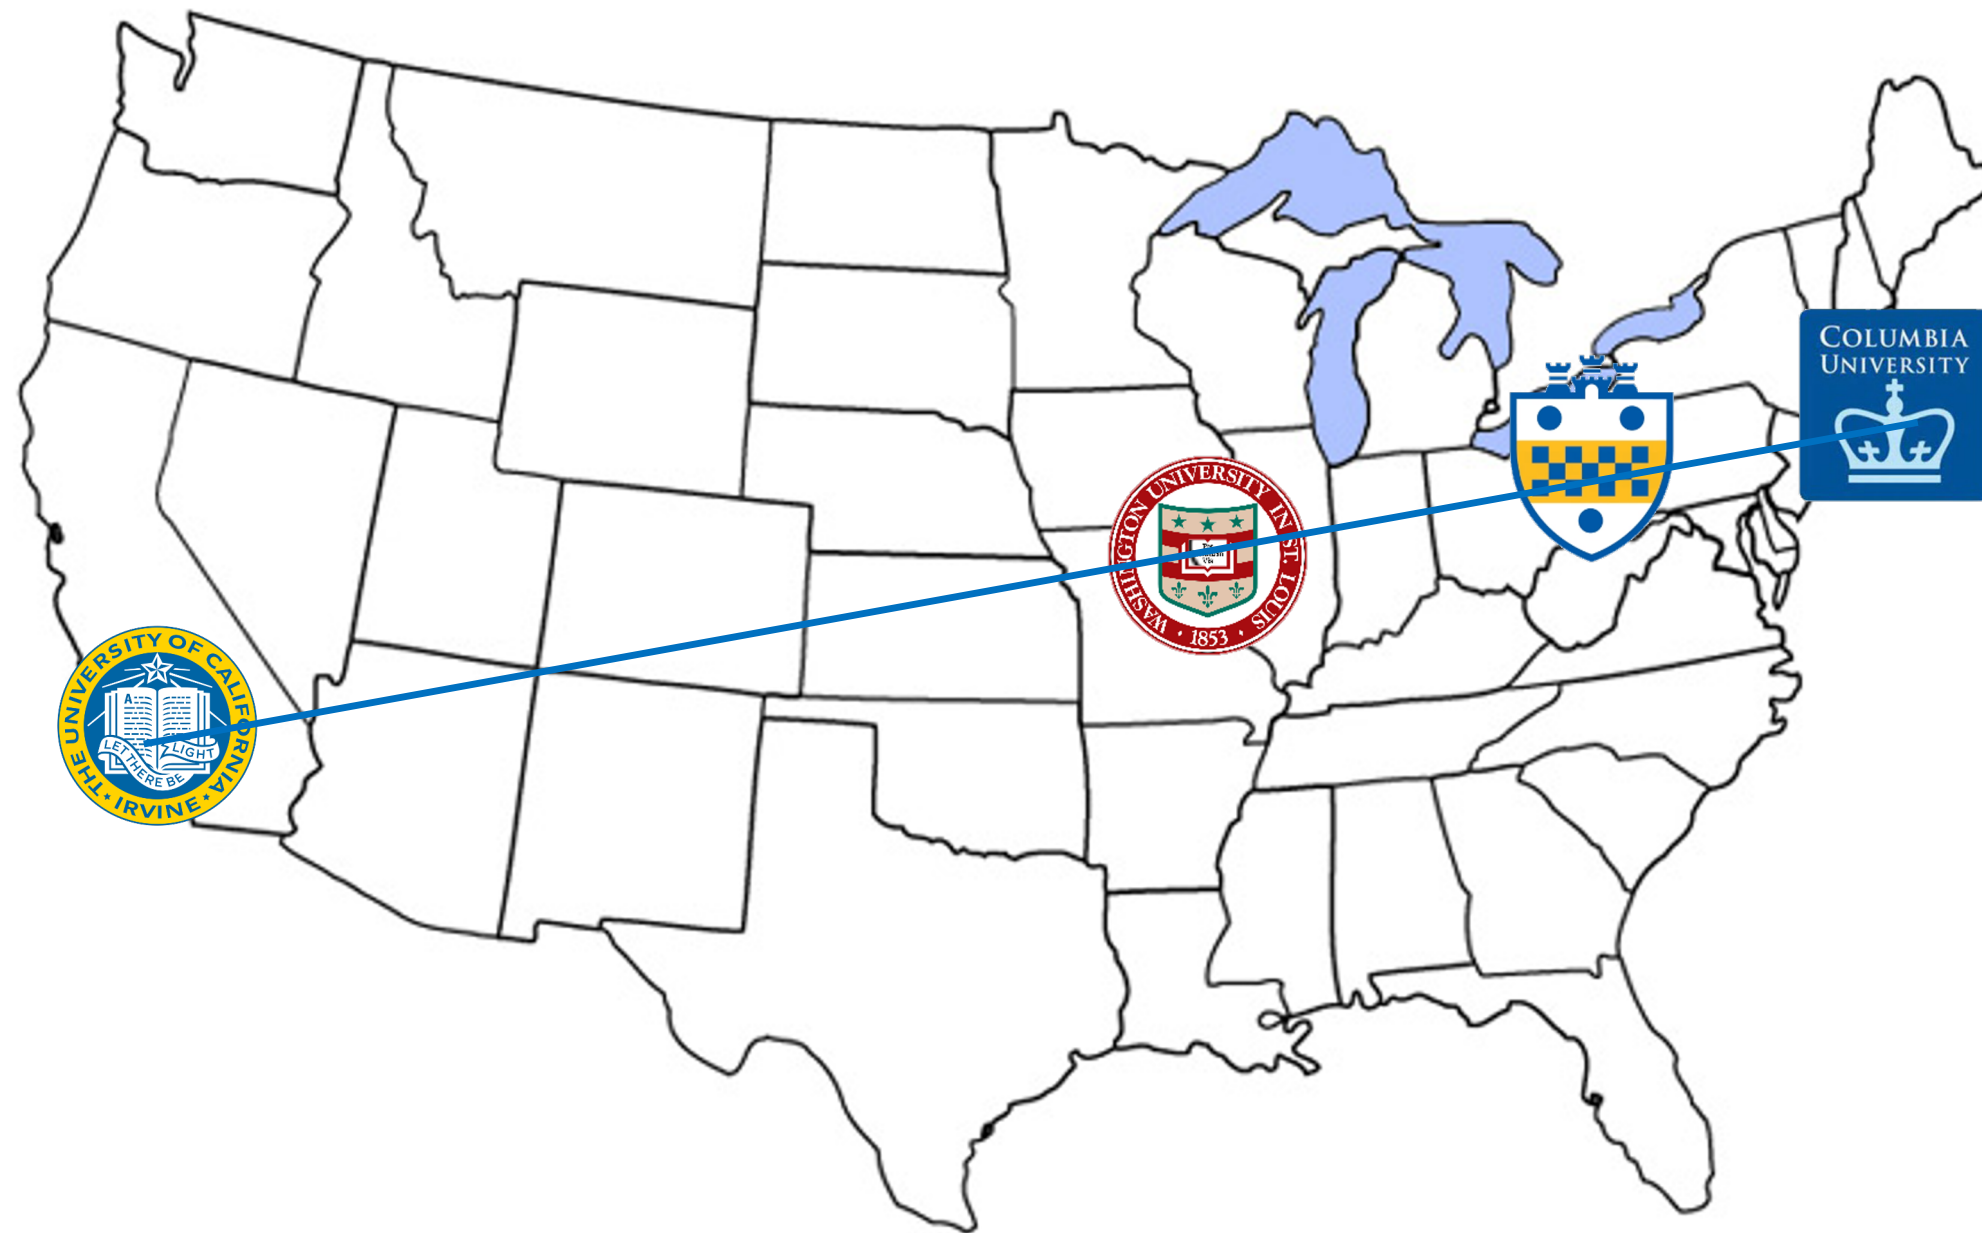 COLUMBIA
UNIVERSITY
WASHINGTON UNIVERSITY IN ST. LOUIS
· 1853 ·
THE UNIVERSITY OF CALIFORNIA
A
LET THERE BE LIGHT
· IRVINE ·